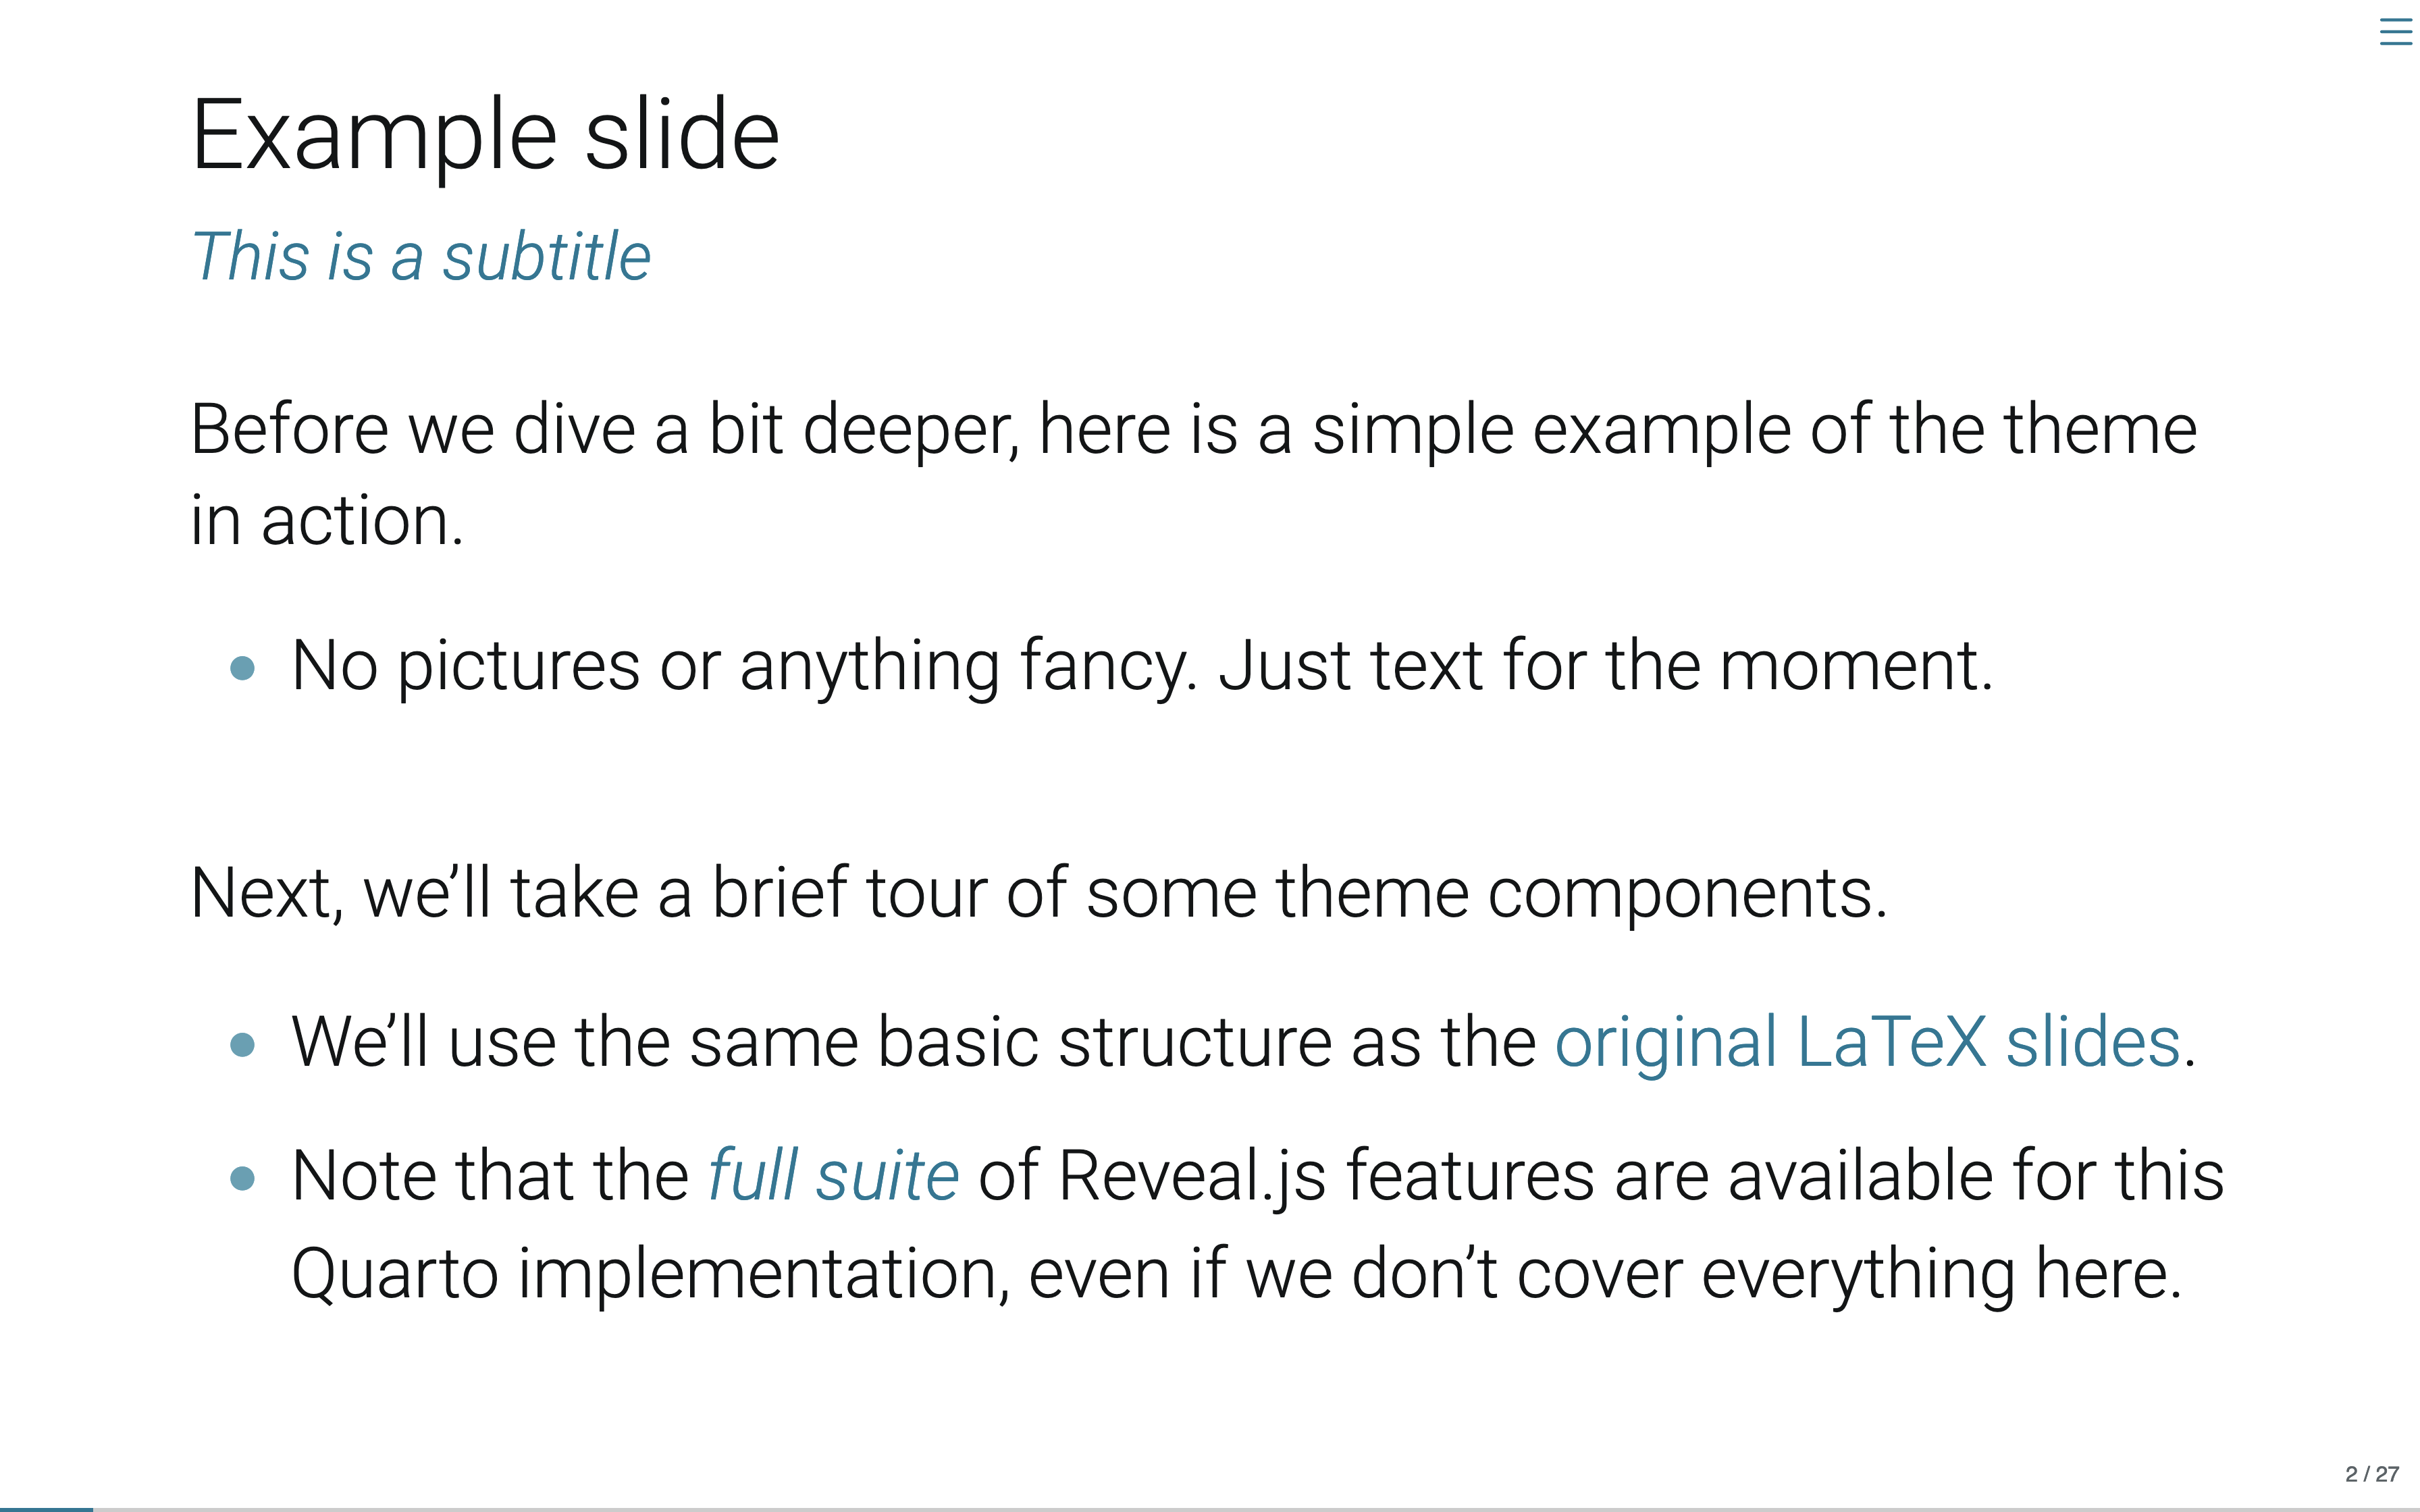 Example slide
This is a subtitle
Before we dive a bit deeper, here is a simple example of the theme
in action.
No pictures or anything fancy. Just text for the moment.
Next, we’ll take a brief tour of some theme components.
We’ll use the same basic structure as the original LaTeX slides.
Note that the full suite of Reveal.js features are available for this
Quarto implementation, even if we don’t cover everything here.
2 / 27